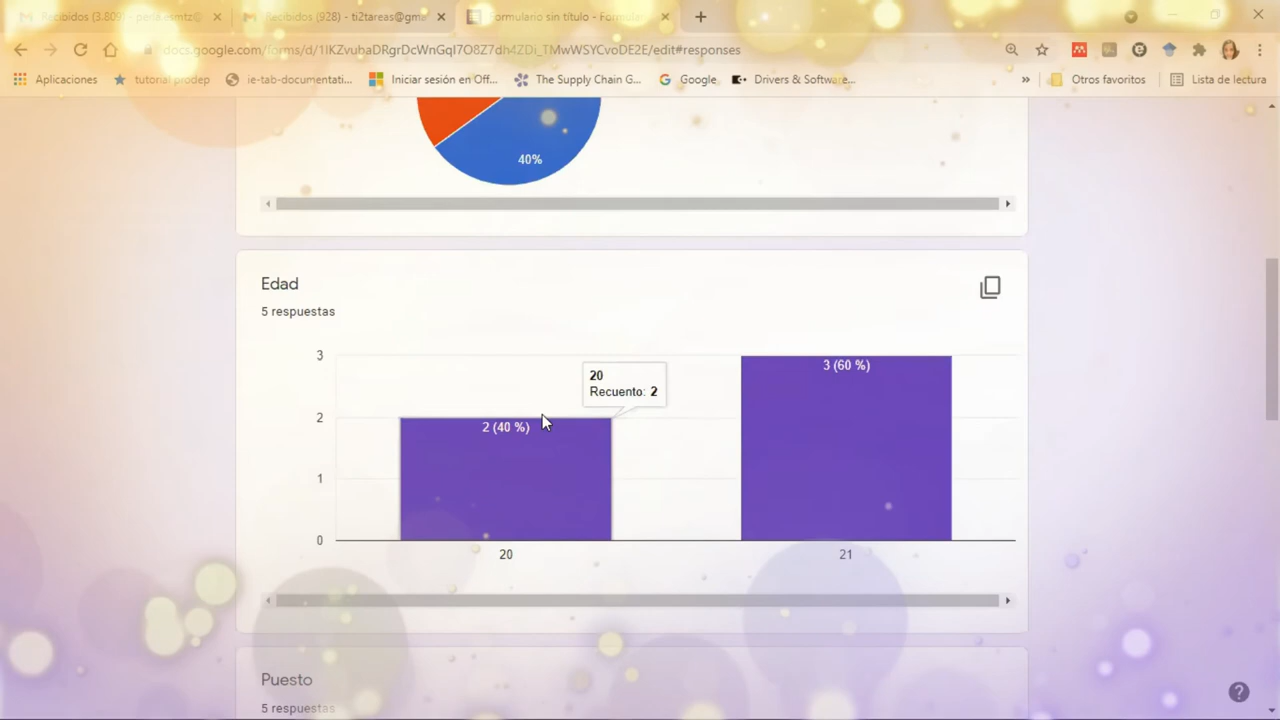 Recibidos (3.809) - perla.esmtz@
Recibidos (928) - ti2tareas@gm
Formulario sin título - Formular
docs.google.com/forms/d/1IKZvubaDRgrDcWnGqI7O8Z7dh4ZDi_TMwWSYCvoDE2E/edit#responses
Aplicaciones
tutorial prodep
ie-tab-documentati...
Iniciar sesión en Off...
The Supply Chain G...
Google
Drivers & Software...
»
Otros favoritos
Lista de lectura
40%
Edad
5 respuestas
3
2
1
0
20
Recuento: 2
2 (40 %)
3 (60 %)
20
21
Puesto
5 respuestas